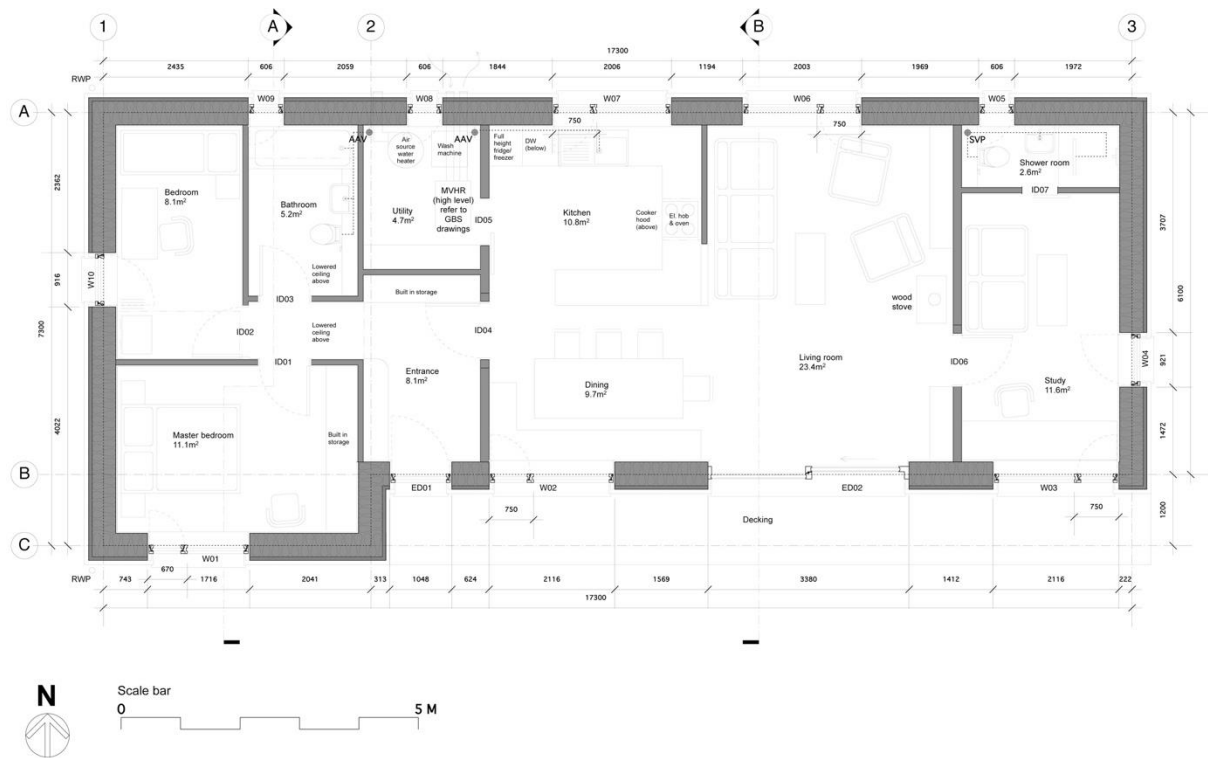 1
A
2
B
3
17300
2435
606
2059
606
1844
2006
1194
2003
1969
606
1972
RWP
W09
W08
W07
W06
W05
A
750
750
AAV
AAV
SVP
Air
source
water
heater
Wash
machine
Full
height
fridge/
freezer
DW
(below)
Shower room
2.6m²
ID07
2362
Bedroom
8.1m²
Bathroom
5.2m²
Utility
4.7m²
MVHR
(high level)
refer to
GBS
drawings
ID05
Kitchen
10.8m²
Cooker
hood
(above)
El. hob
& oven
3707
6100
916
W10
7300
Lowered
ceiling
above
ID03
Built in storage
wood
stove
ID02
Lowered
ceiling
above
ID04
ID01
Entrance
8.1m²
Dining
9.7m²
Living room
23.4m²
ID06
Study
11.6m²
W04
921
4022
Master bedroom
11.1m²
Built in
storage
1472
B
ED01
W02
ED02
W03
750
Decking
750
1200
C
W01
RWP
743
670
1716
2041
313
1048
624
2116
1569
3380
1412
2116
222
17300
N
Scale bar
0
5 M